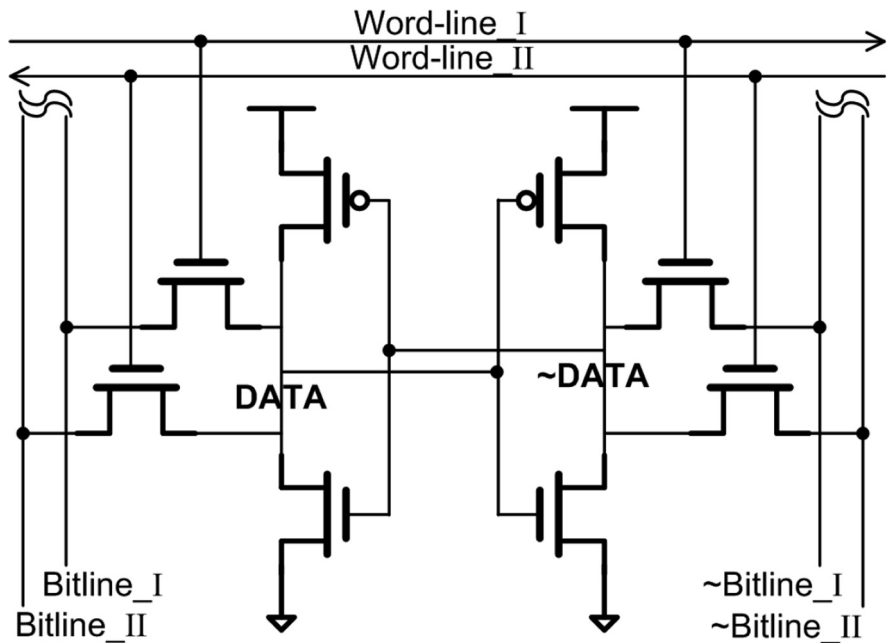 Word-line_I
Word-line_II
DATA
~DATA
Bitline_I
~Bitline_I
Bitline_II
~Bitline_II